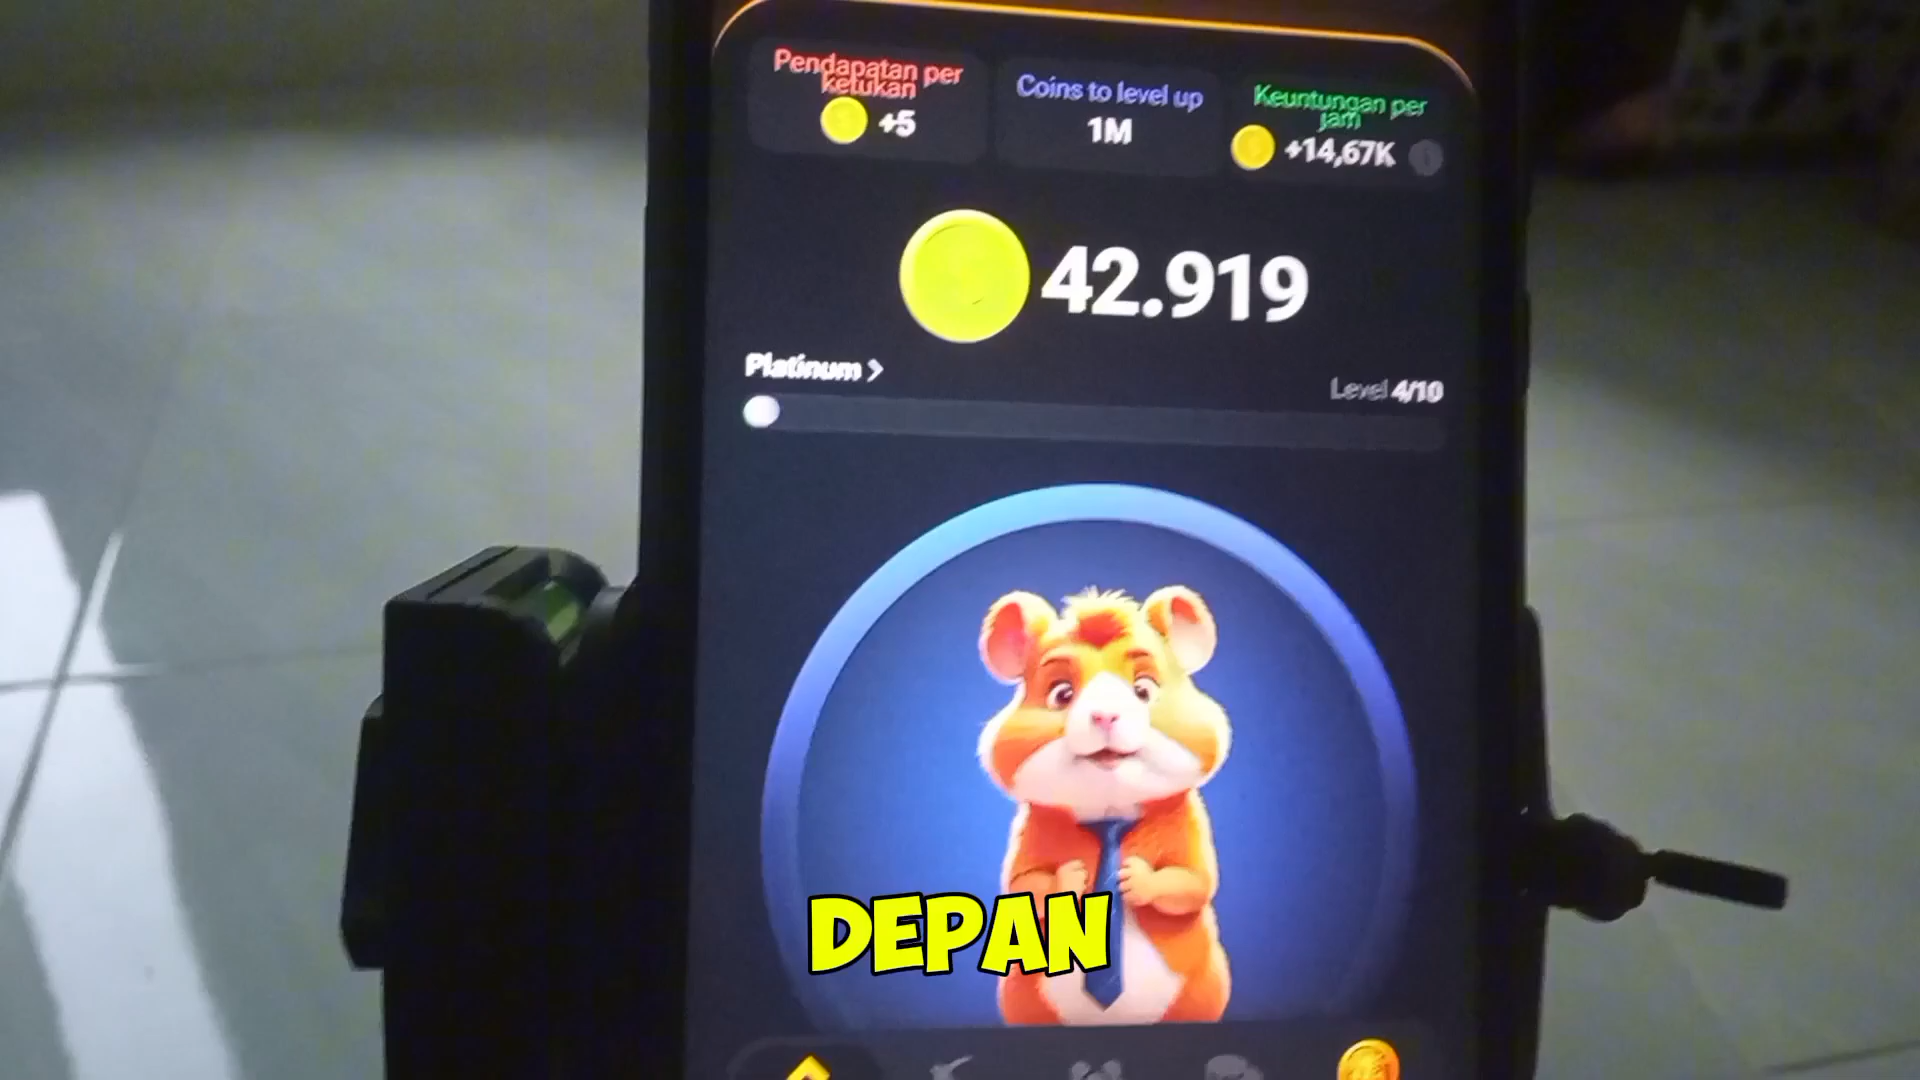 Pendapatan per
ketukan
+5
Coins to level up
1M
Keuntungan per
jam
+14,67K
42.919
Platinum >
Level 4/10
DEPAN